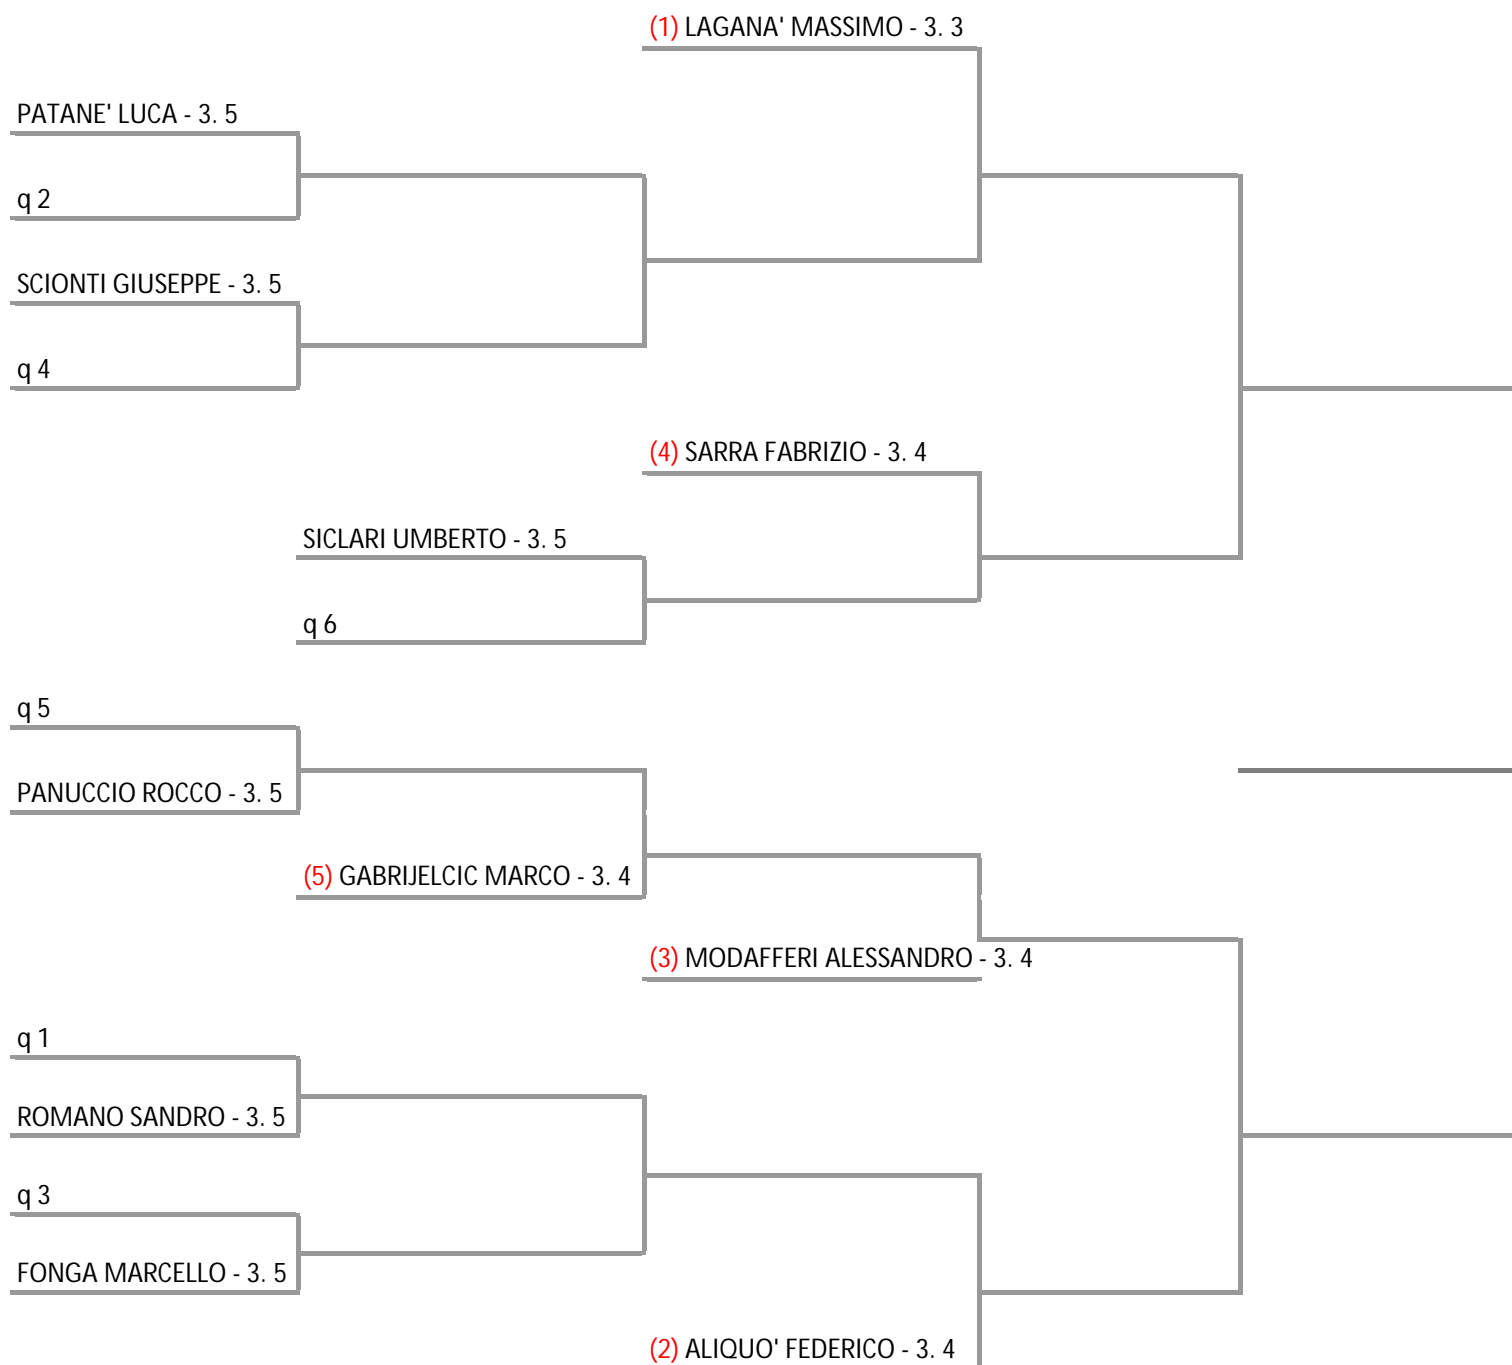 (1) LAGANA' MASSIMO - 3. 3
PATANE' LUCA - 3. 5
q 2
SCIONTI GIUSEPPE - 3. 5
q 4
(4) SARRA FABRIZIO - 3. 4
SICLARI UMBERTO - 3. 5
q 6
q 5
PANUCCIO ROCCO - 3. 5
(5) GABRIJELCIC MARCO - 3. 4
(3) MODAFFERI ALESSANDRO - 3. 4
q 1
ROMANO SANDRO - 3. 5
q 3
FONGA MARCELLO - 3. 5
(2) ALIQUO' FEDERICO - 3. 4